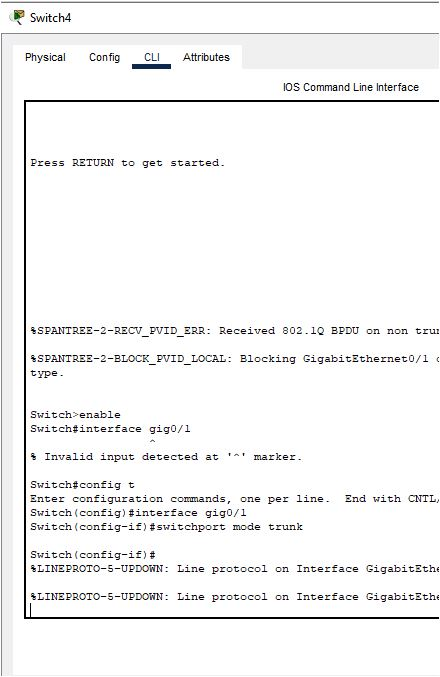 Switch4
Physical Config CLI Attributes
IOS Command Line Interface
Press RETURN to get started.
%SPANTREE-2-RECV_PVID_ERR: Received 802.1Q BPDU on non trun
%SPANTREE-2-BLOCK_PVID_LOCAL: Blocking GigabitEthernet0/1 o
type.
Switch>enable
Switch#interface gig0/1
^
% Invalid input detected at '^' marker.
Switch#config t
Enter configuration commands, one per line. End with CNTL/
Switch(config)#interface gig0/1
Switch(config-if)#switchport mode trunk
Switch(config-if)#
%LINEPROTO-5-UPDOWN: Line protocol on Interface GigabitEthe
%LINEPROTO-5-UPDOWN: Line protocol on Interface GigabitEthe